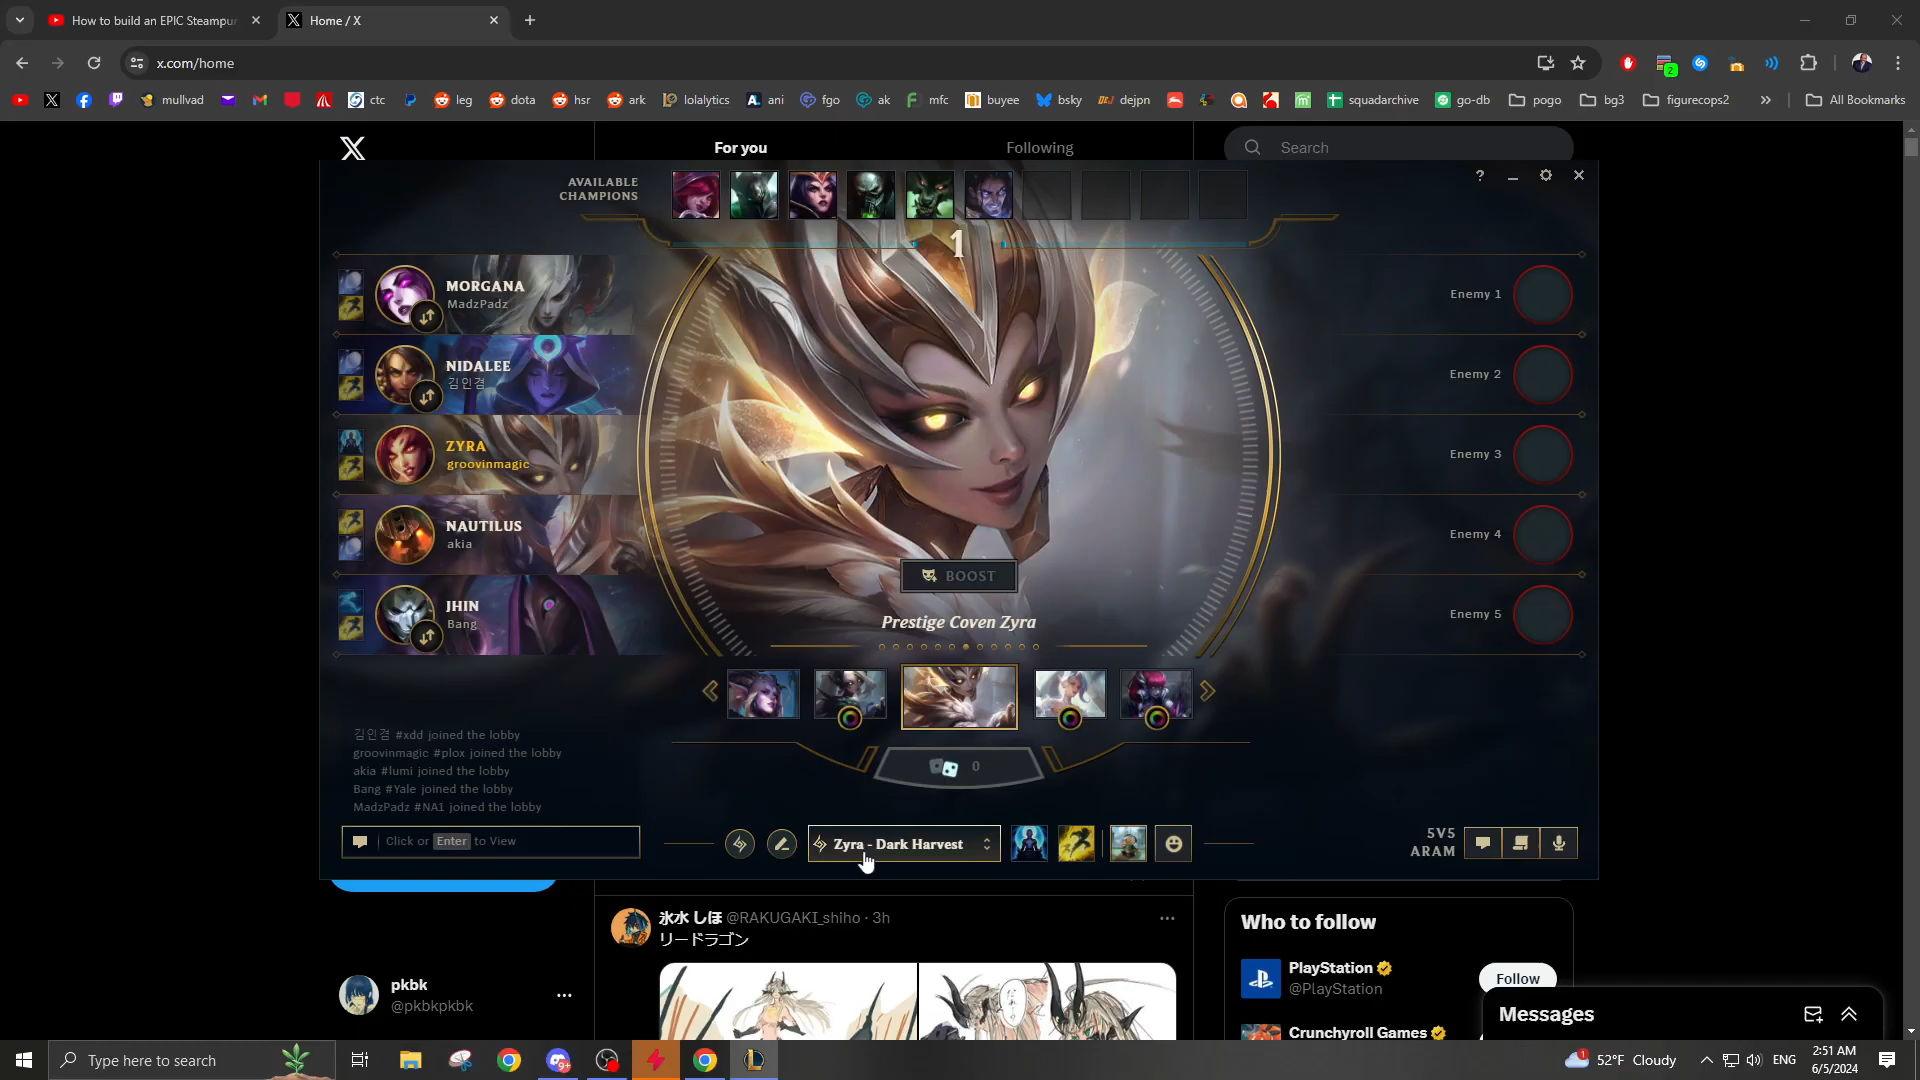 How to build an EPIC Steampu
Home / X
x.com/home
mullvad
ctc
leg
dota
hsr
ark
lolalytics
ani
fgo
ak
mfc
buyee
bsky
dejpn
squadarchive
go-db
pogo
bg3
figurecops2
All Bookmarks
For you
Following
Search
AVAILABLE
CHAMPIONS
1
MORGANA
MadzPadz
NIDALEE
김인겸
ZYRA
groovinmagic
NAUTILUS
akia
JHIN
Bang
Enemy 1
Enemy 2
Enemy 3
Enemy 4
Enemy 5
BOOST
Prestige Coven Zyra
0
김인겸 #xdd joined the lobby
groovinmagic #plox joined the lobby
akia #lumi joined the lobby
Bang #Yale joined the lobby
MadzPadz #NA1 joined the lobby
Click or Enter to View
Zyra - Dark Harvest
5V5
ARAM
氷水 しほ @RAKUGAKI_shiho · 3h
リードラゴン
pkbk
@pkbkpkbk
Who to follow
PlayStation
@PlayStation
Follow
Crunchyroll Games
Messages
Type here to search
9+
1
52°F Cloudy
ENG
2:51 AM
6/5/2024